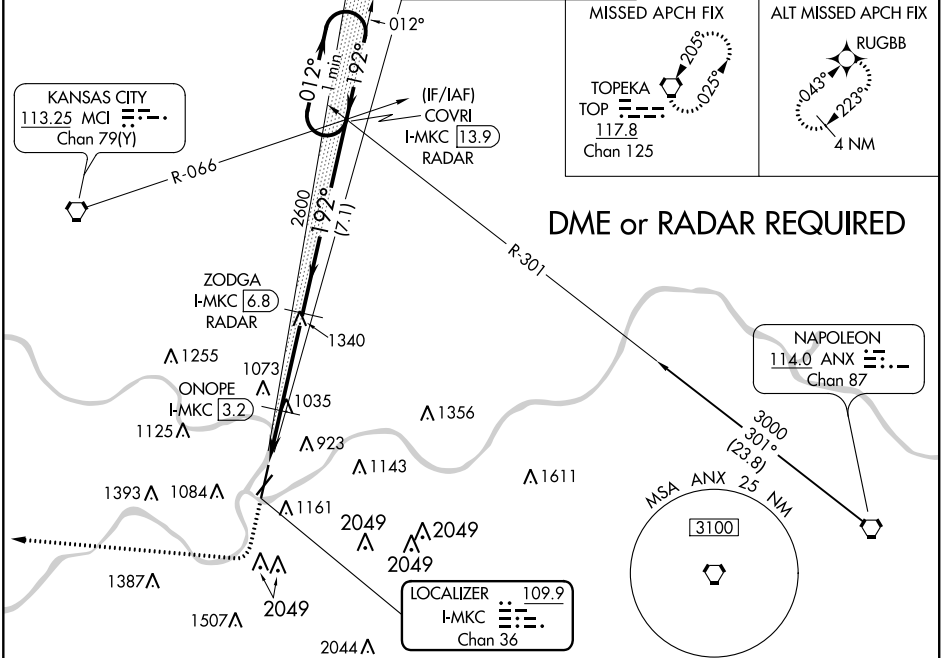 012°
012°
1 min
192°
KANSAS CITY
113.25 MCI
Chan 79(Y)
R-066
(IF/IAF)
COVRI
I-MKC 13.9
RADAR
MISSED APCH FIX
205°
025°
TOPEKA
TOP
117.8
Chan 125
ALT MISSED APCH FIX
RUGBB
043°
223°
4 NM
DME or RADAR REQUIRED
2600
192°
(7.1)
R-301
ZODGA
I-MKC 6.8
RADAR
1340
1255
1073
ONOPE
I-MKC 3.2
1035
1356
1125
923
1143
1611
1393
1084
1161
2049
2049
2049
NAPOLEON
114.0 ANX
Chan 87
3000
301°
(23.8)
MSA ANX 25 NM
3100
1387
2049
1507
2044
LOCALIZER 109.9
I-MKC
Chan 36